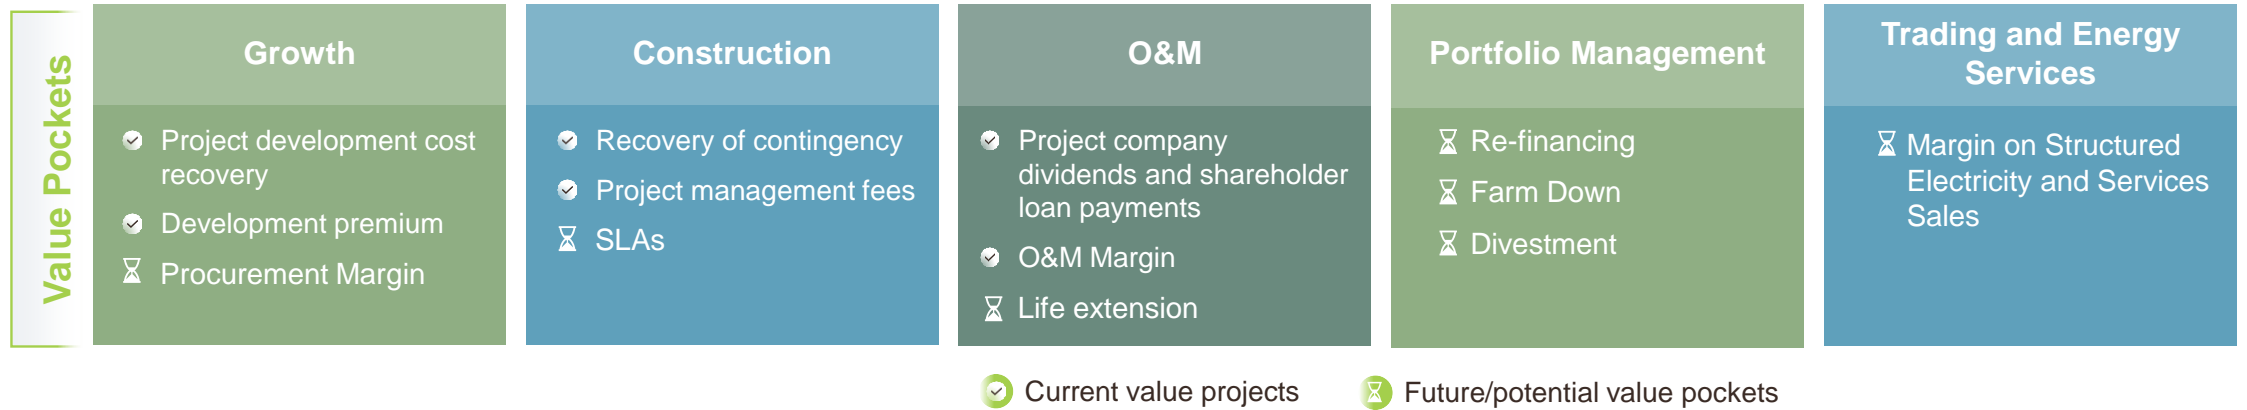 Value Pockets
Growth
Project development cost
recovery
Development premium
Procurement Margin
Construction
Recovery of contingency
Project management fees
SLAs
O&M
Project company
dividends and shareholder
loan payments
O&M Margin
Life extension
Portfolio Management
Re-financing
Farm Down
Divestment
Trading and Energy
Services
Margin on Structured
Electricity and Services
Sales
Current value projects
Future/potential value pockets